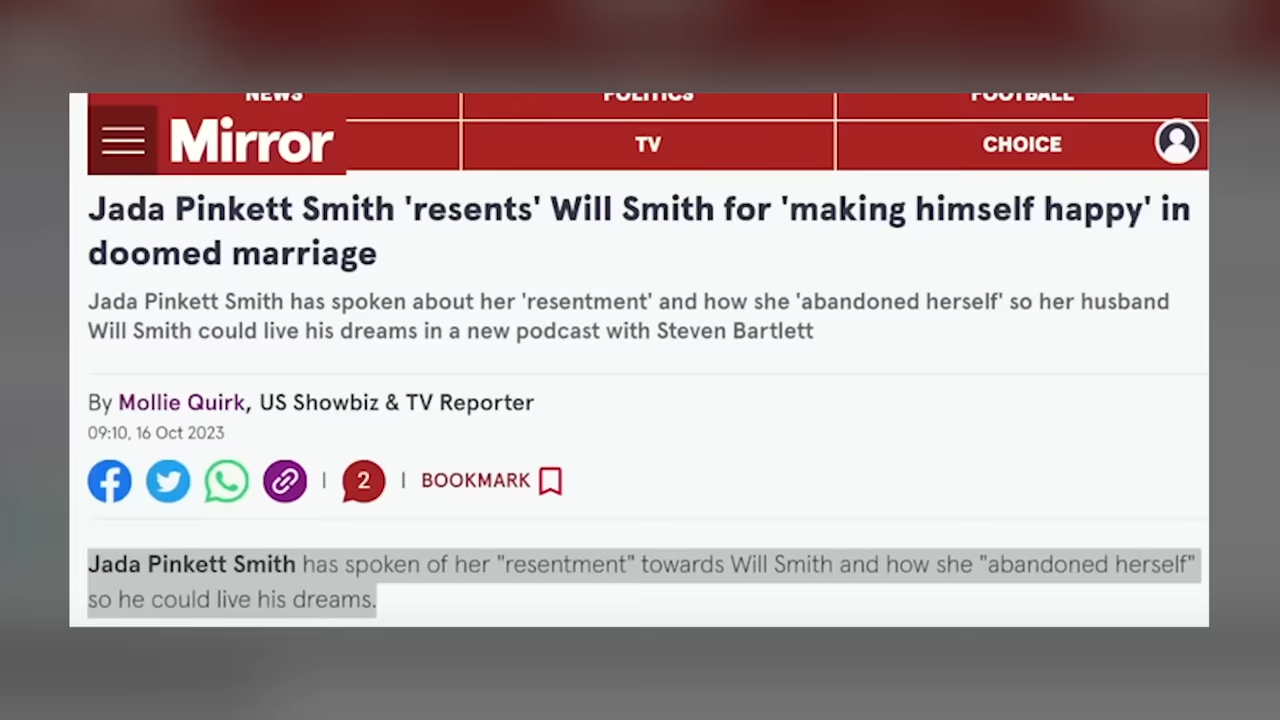 NEWS
POLITICS
FOOTBALL
Mirror
TV
CHOICE
Jada Pinkett Smith 'resents' Will Smith for 'making himself happy' in
doomed marriage
Jada Pinkett Smith has spoken about her 'resentment' and how she 'abandoned herself' so her husband
Will Smith could live his dreams in a new podcast with Steven Bartlett
By Mollie Quirk, US Showbiz & TV Reporter
09:10, 16 Oct 2023
2
BOOKMARK
Jada Pinkett Smith has spoken of her "resentment" towards Will Smith and how she "abandoned herself"
so he could live his dreams.